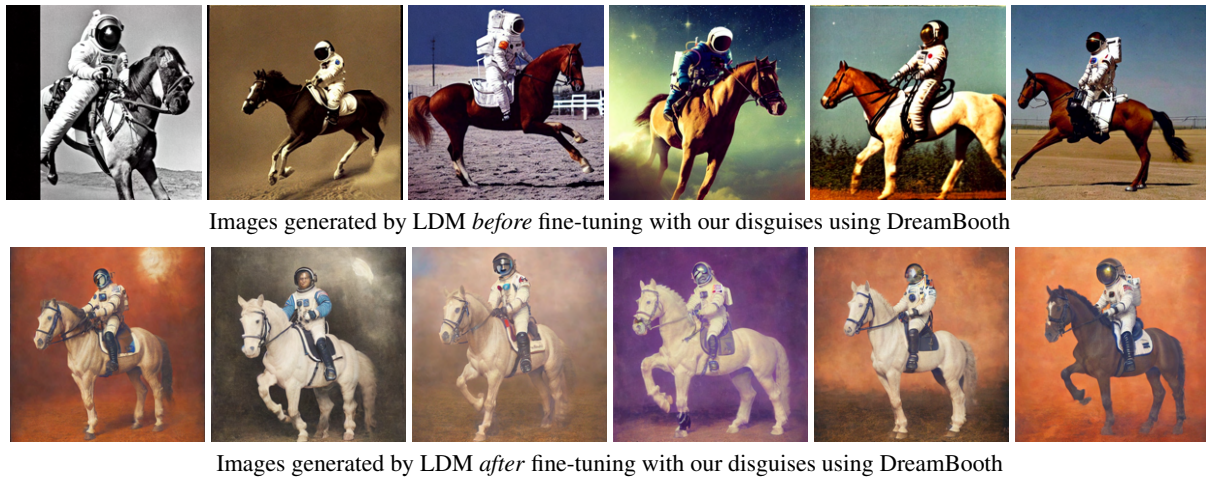 Images generated by LDM before fine-tuning with our disguises using DreamBooth
Images generated by LDM after fine-tuning with our disguises using DreamBooth